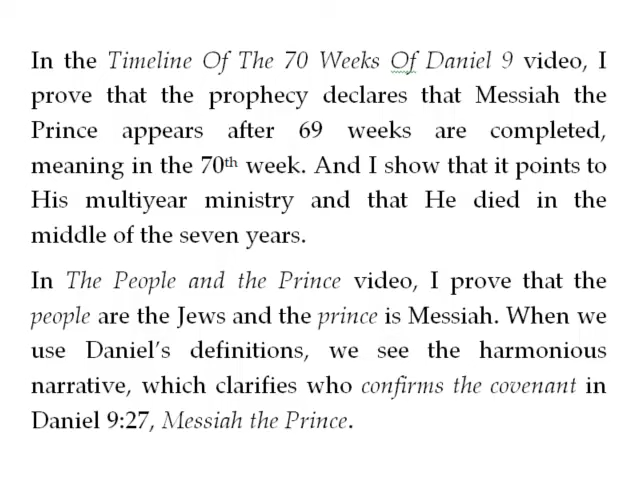 In the Timeline Of The 70 Weeks Of Daniel 9 video, I
prove that the prophecy declares that Messiah the
Prince appears after 69 weeks are completed,
meaning in the 70th week. And I show that it points to
His multiyear ministry and that He died in the
middle of the seven years.
In The People and the Prince video, I prove that the
people are the Jews and the prince is Messiah. When we
use Daniel’s definitions, we see the harmonious
narrative, which clarifies who confirms the covenant in
Daniel 9:27, Messiah the Prince.